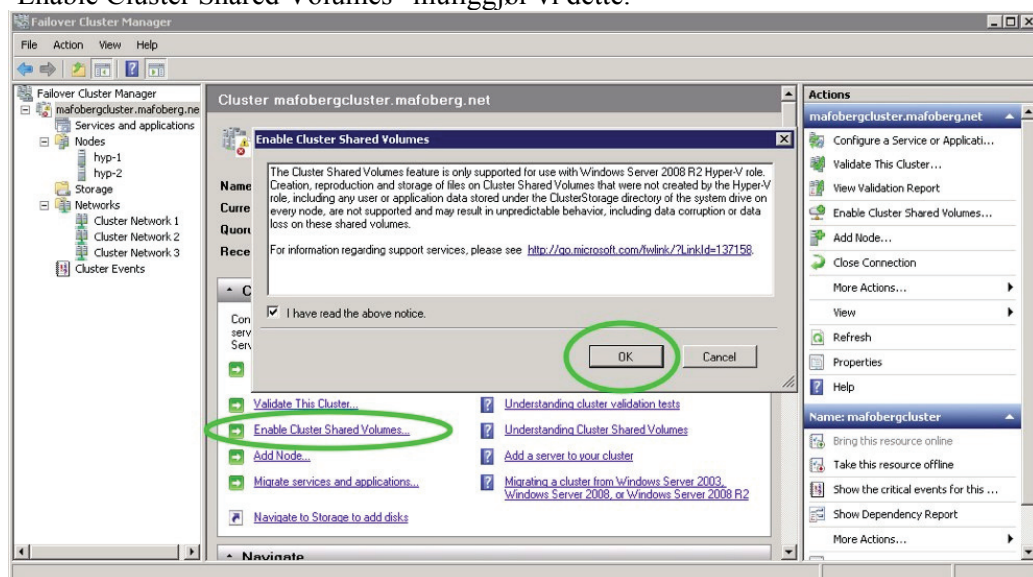 "Enable Cluster Shared Volumes" muliggjør vi dette.
Failover Cluster Manager
File Action View Help
Failover Cluster Manager
mafobergcluster.mafoberg.ne
Services and applications
Nodes
hyp-1
hyp-2
Storage
Networks
Cluster Network 1
Cluster Network 2
Cluster Network 3
Cluster Events
Cluster mafobergcluster.mafoberg.net
Name
Curre
Quoru
Rece
C
Con
serv
Serv
Enable Cluster Shared Volumes
The Cluster Shared Volumes feature is only supported for use with Windows Server 2008 R2 Hyper-V role.
Creation, reproduction and storage of files on Cluster Shared Volumes that were not created by the Hyper-V
role, including any user or application data stored under the ClusterStorage directory of the system drive on
every node, are not supported and may result in unpredictable behavior, including data corruption or data
loss on these shared volumes.
For information regarding support services, please see http://go.microsoft.com/fwlink/?LinkId=137158.
I have read the above notice.
OK Cancel
Validate This Cluster...
Understanding cluster validation tests
Enable Cluster Shared Volumes...
Understanding Cluster Shared Volumes
Add Node...
Add a server to your cluster
Migrate services and applications...
Migrating a cluster from Windows Server 2003,
Windows Server 2008, or Windows Server 2008 R2
Navigate to Storage to add disks
Navigate
Actions
mafobergcluster.mafoberg.net
Configure a Service or Applicati...
Validate This Cluster...
View Validation Report
Enable Cluster Shared Volumes...
Add Node...
Close Connection
More Actions...
View
Refresh
Properties
Help
Name: mafobergcluster
Bring this resource online
Take this resource offline
Show the critical events for this ...
Show Dependency Report
More Actions...